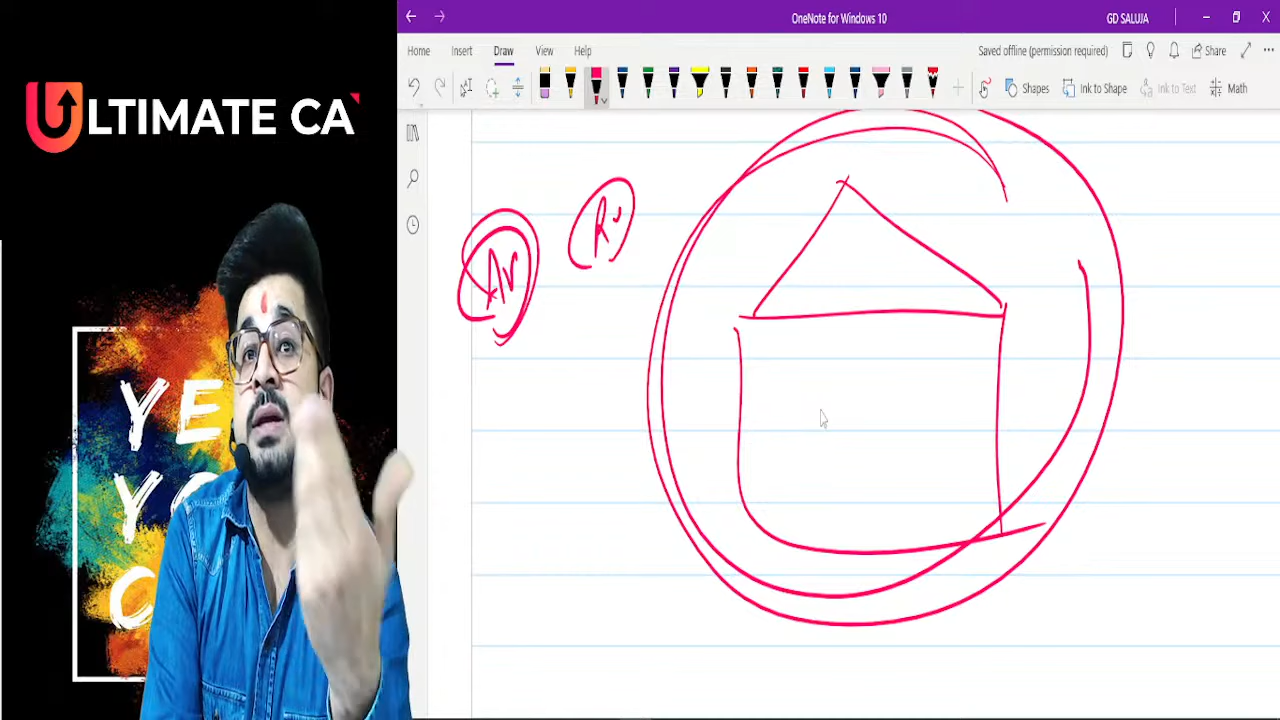 ULTIMATE CA
YE
Y
C
OneNote for Windows 10
GD SALUJA
Home
Insert
Draw
View
Help
Saved offline (permission required)
Share
Shapes
Ink to Shape
Ink to Text
Math